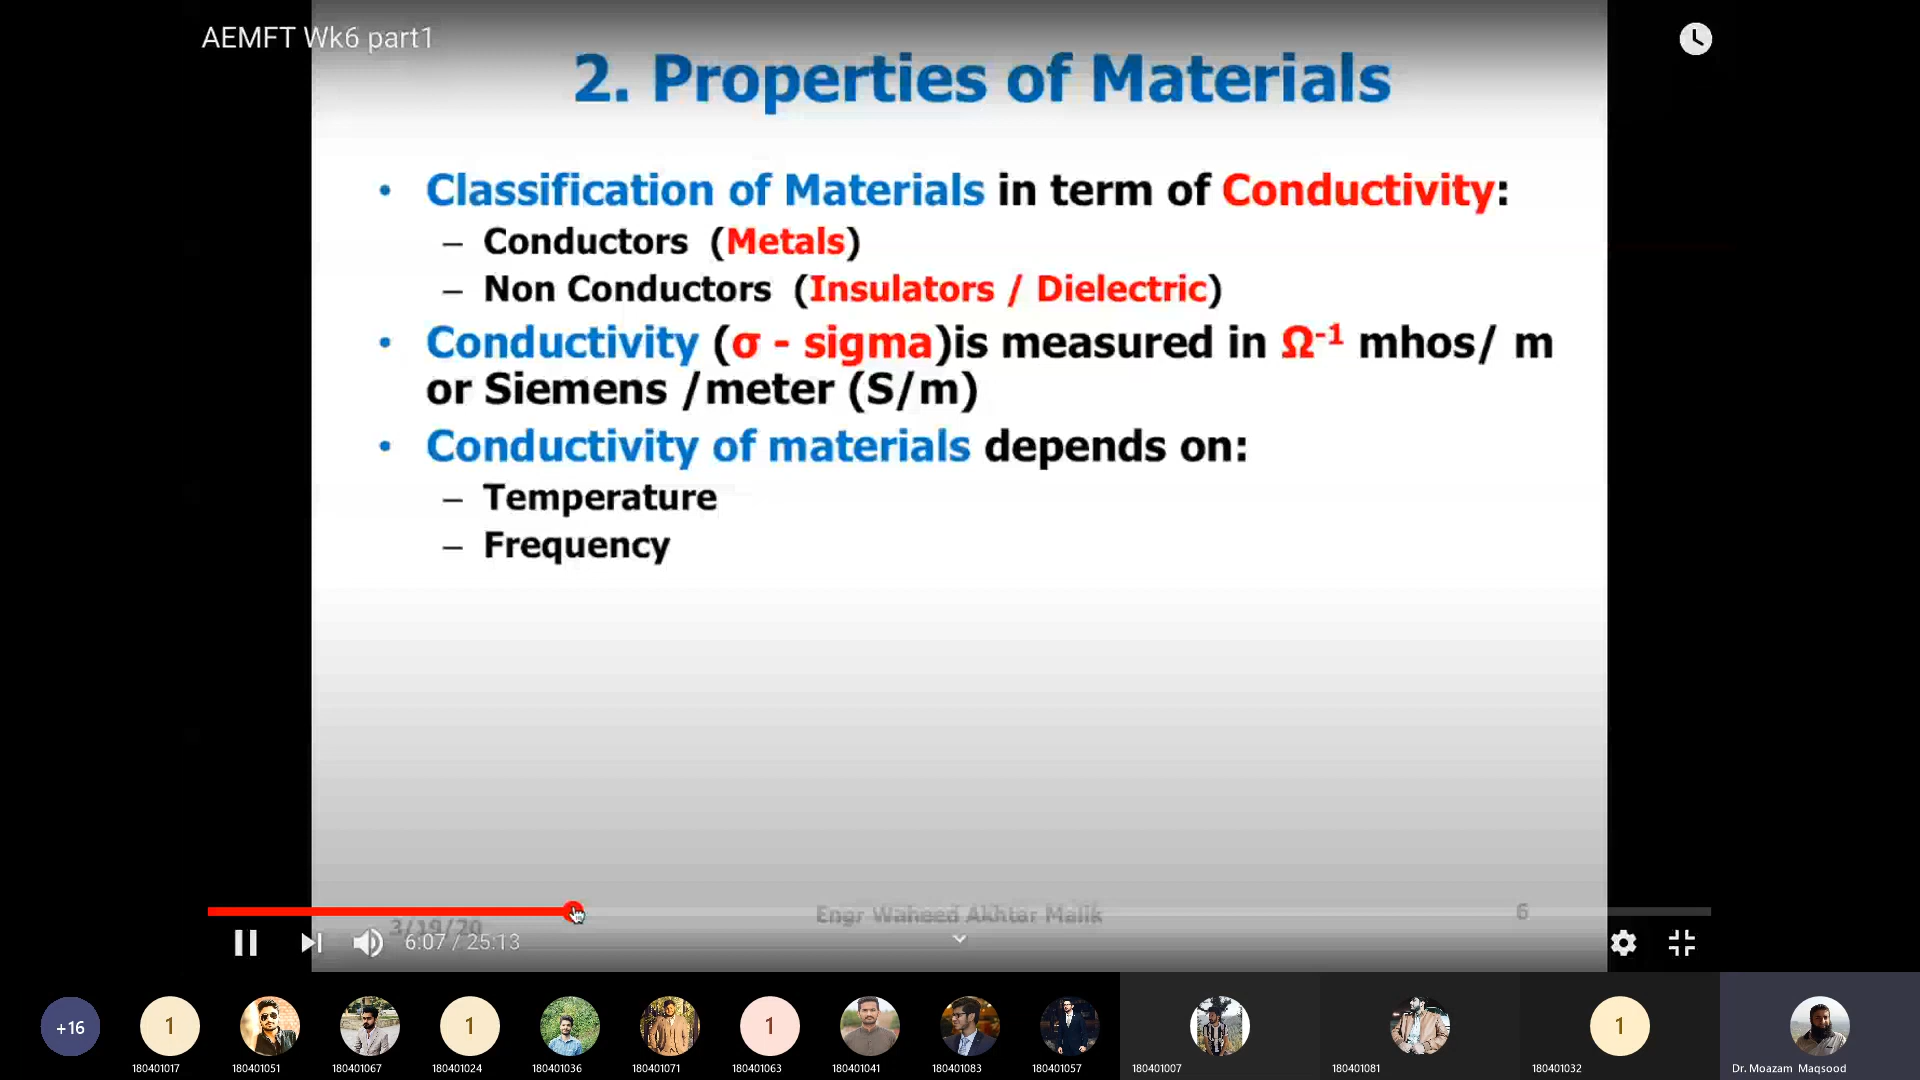 AEMFT Wk6 part1
2. Properties of Materials
• Classification of Materials in term of Conductivity:
– Conductors (Metals)
– Non Conductors (Insulators / Dielectric)
• Conductivity (σ - sigma)is measured in Ω⁻¹ mhos/ m
or Siemens /meter (S/m)
• Conductivity of materials depends on:
– Temperature
– Frequency
3/19/20
Engr Waheed Akhtar Malik
6
6:07 / 25:13
+16
1
1
1
1
180401017
180401051
180401067
180401024
180401036
180401071
180401063
180401041
180401083
180401057
180401007
180401081
180401032
Dr. Moazam Maqsood